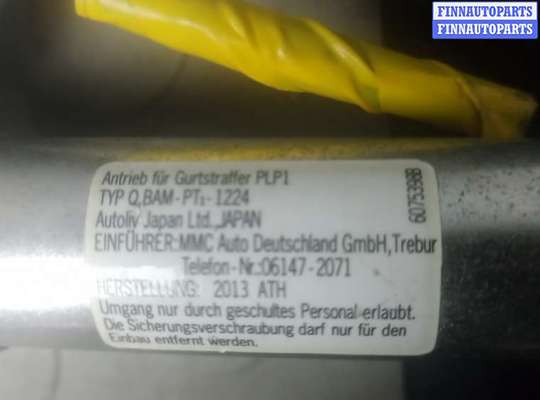 FINNAUTOPARTS
FINNAUTOPARTS
Antrieb für Gurtstraffer PLP1
TYP Q,BAM-PT₁-1224
Autoliv Japan Ltd.,JAPAN
EINFÜHRER:MMC Auto Deutschland GmbH,Trebur
Telefon-Nr.:06147-2071
HERSTELLUNG: 2013 ATH
Umgang nur durch geschultes Personal erlaubt.
Die Sicherungsverschraubung darf nur für den
Einbau entfernt werden.
6075398B